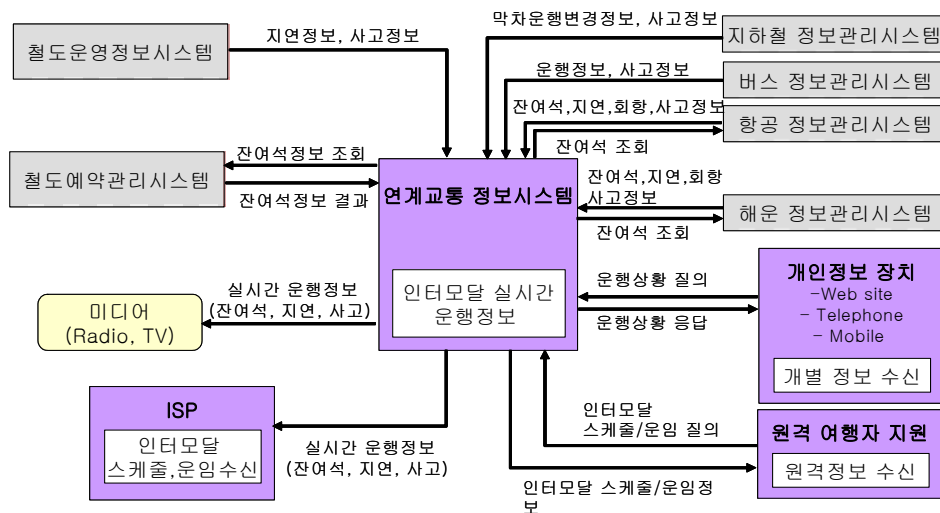 막차운행변경정보, 사고정보
지하철 정보관리시스템
철도운영정보시스템
지연정보, 사고정보
운행정보, 사고정보
버스 정보관리시스템
잔여석,지연,회항,사고정보
항공 정보관리시스템
잔여석 조회
잔여석정보 조회
철도예약관리시스템
잔여석정보 결과
연계교통 정보시스템
잔여석,지연,회항
사고정보
해운 정보관리시스템
잔여석 조회
인터모달 실시간
운행정보
운행상황 질의
운행상황 응답
개인정보 장치
-Web site
- Telephone
- Mobile
개별 정보 수신
실시간 운행정보
(잔여석, 지연, 사고)
미디어
(Radio, TV)
ISP
인터모달
스케줄,운임수신
실시간 운행정보
(잔여석, 지연, 사고)
인터모달
스케줄/운임 질의
원격 여행자 지원
원격정보 수신
인터모달 스케줄/운임정
보